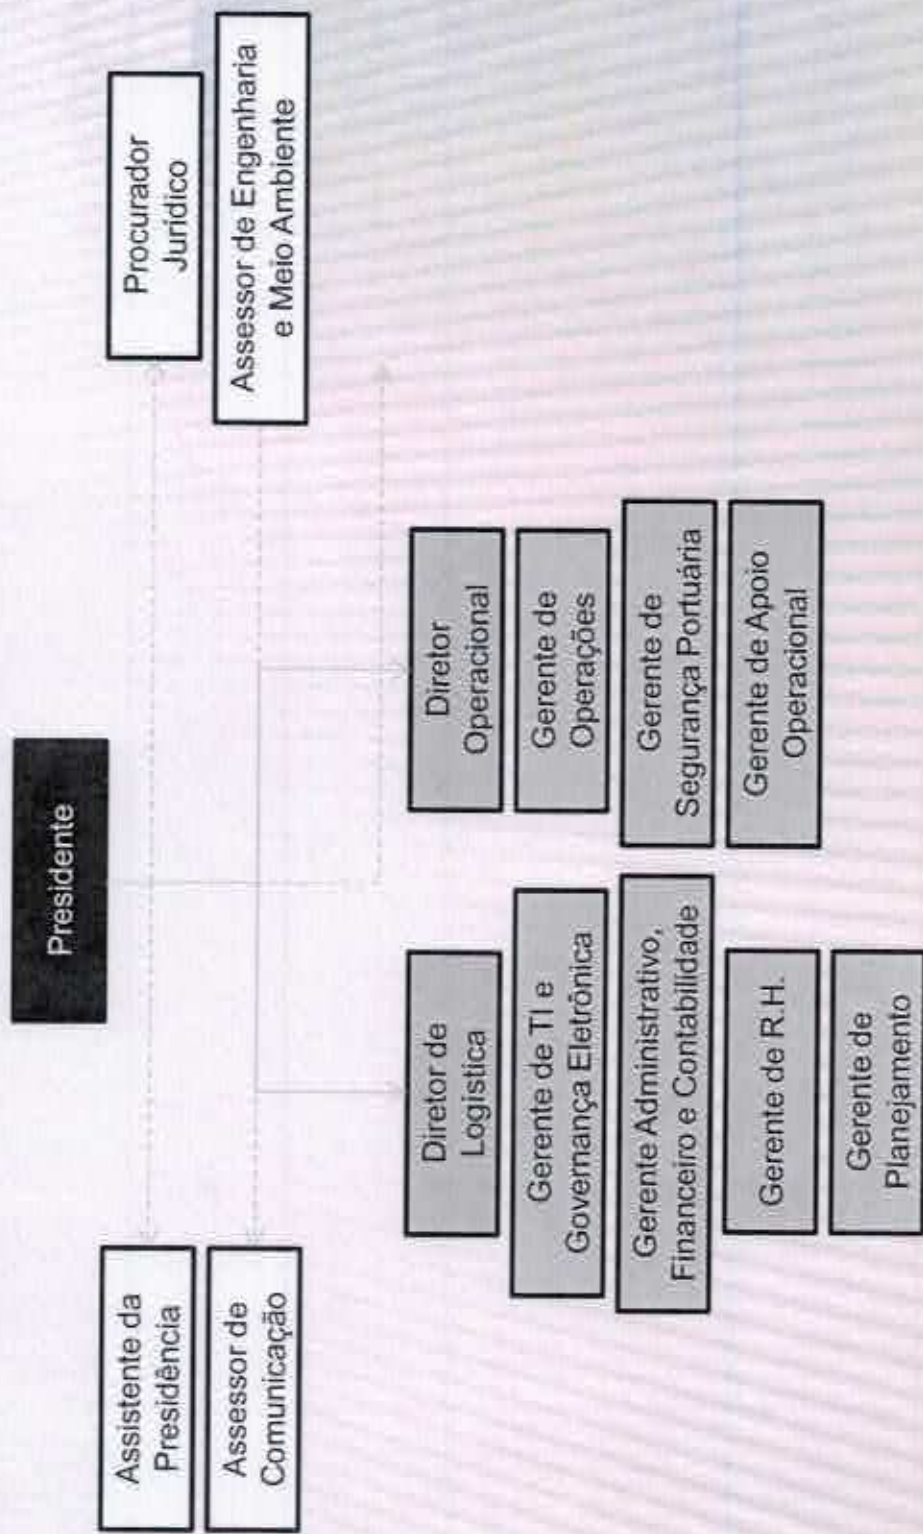 Presidente
Assistente da
Presidência
Procurador
Jurídico
Assessor de
Comunicação
Assessor de Engenharia
e Meio Ambiente
Diretor de
Logística
Gerente de TI e
Governança Eletrônica
Gerente Administrativo,
Financeiro e Contabilidade
Gerente de R.H.
Gerente de
Planejamento
Diretor
Operacional
Gerente de
Operações
Gerente de
Segurança Portuária
Gerente de Apoio
Operacional